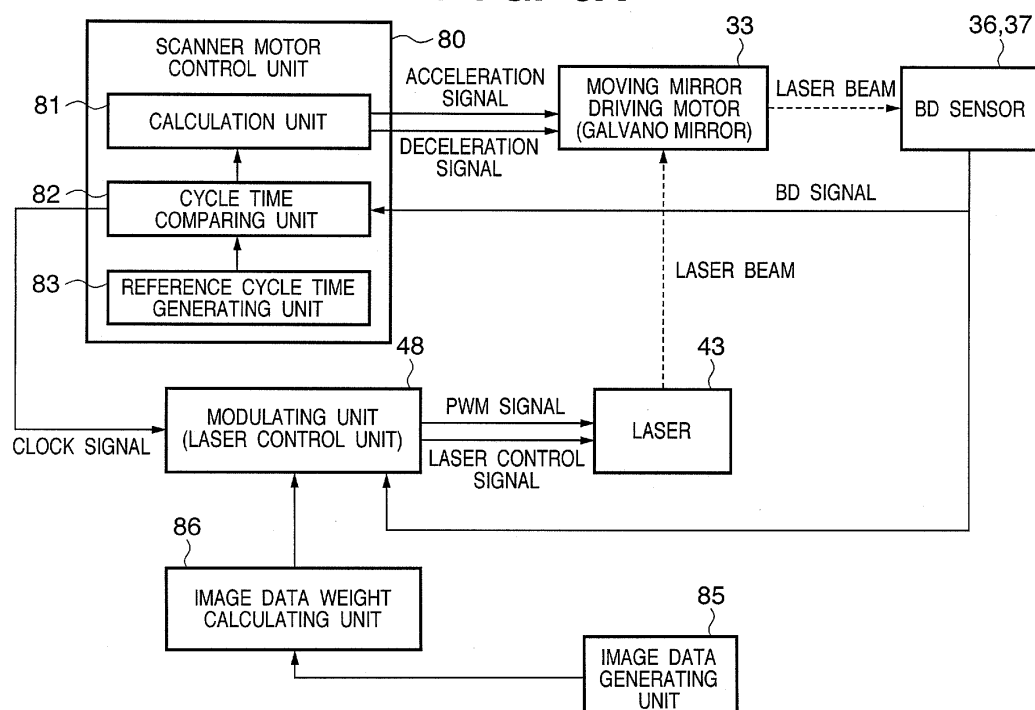 80
SCANNER MOTOR
CONTROL UNIT
81
CALCULATION UNIT
82
CYCLE TIME
COMPARING UNIT
83
REFERENCE CYCLE TIME
GENERATING UNIT
ACCELERATION
SIGNAL
DECELERATION
SIGNAL
33
MOVING MIRROR
DRIVING MOTOR
(GALVANO MIRROR)
LASER BEAM
36,37
BD SENSOR
BD SIGNAL
LASER BEAM
CLOCK SIGNAL
48
MODULATING UNIT
(LASER CONTROL UNIT)
PWM SIGNAL
LASER CONTROL
SIGNAL
43
LASER
86
IMAGE DATA WEIGHT
CALCULATING UNIT
85
IMAGE DATA
GENERATING
UNIT